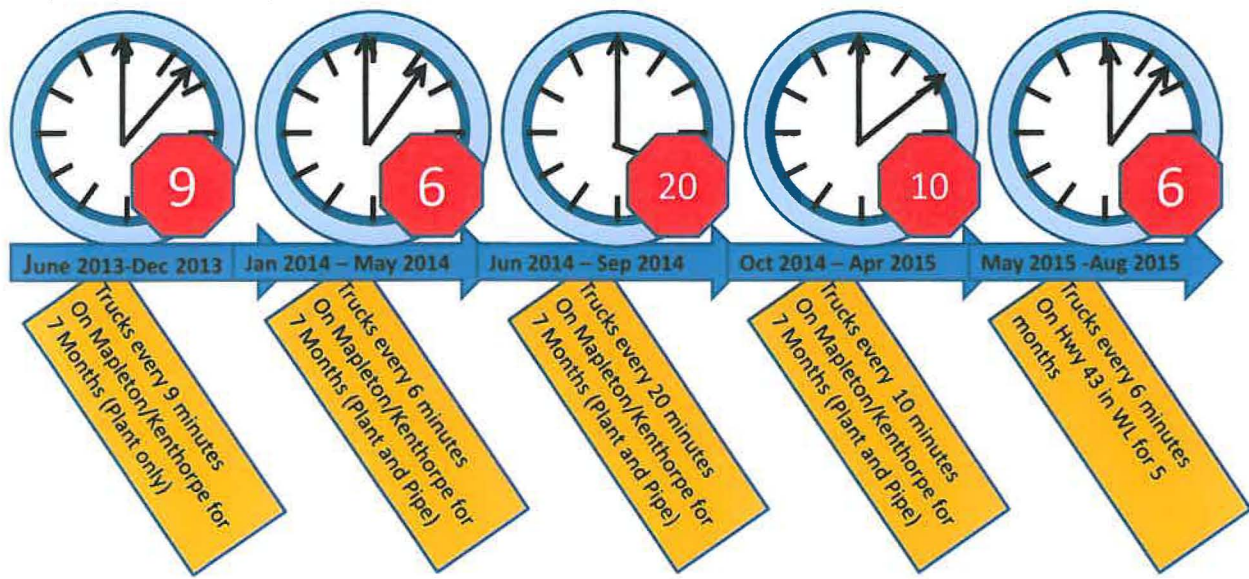 9
6
20
10
6
June 2013-Dec 2013
Jan 2014 – May 2014
Jun 2014 – Sep 2014
Oct 2014 – Apr 2015
May 2015 -Aug 2015
Trucks every 9 minutes
On Mapleton/Kenthorpe for
7 Months (Plant only)
Trucks every 6 minutes
On Mapleton/Kenthorpe for
7 Months (Plant and Pipe)
Trucks every 20 minutes
On Mapleton/Kenthorpe for
7 Months (Plant and Pipe)
Trucks every 10 minutes
On Mapleton/Kenthorpe for
7 Months (Plant and Pipe)
Trucks every 6 minutes
On Hwy 43 in WL for 5
months